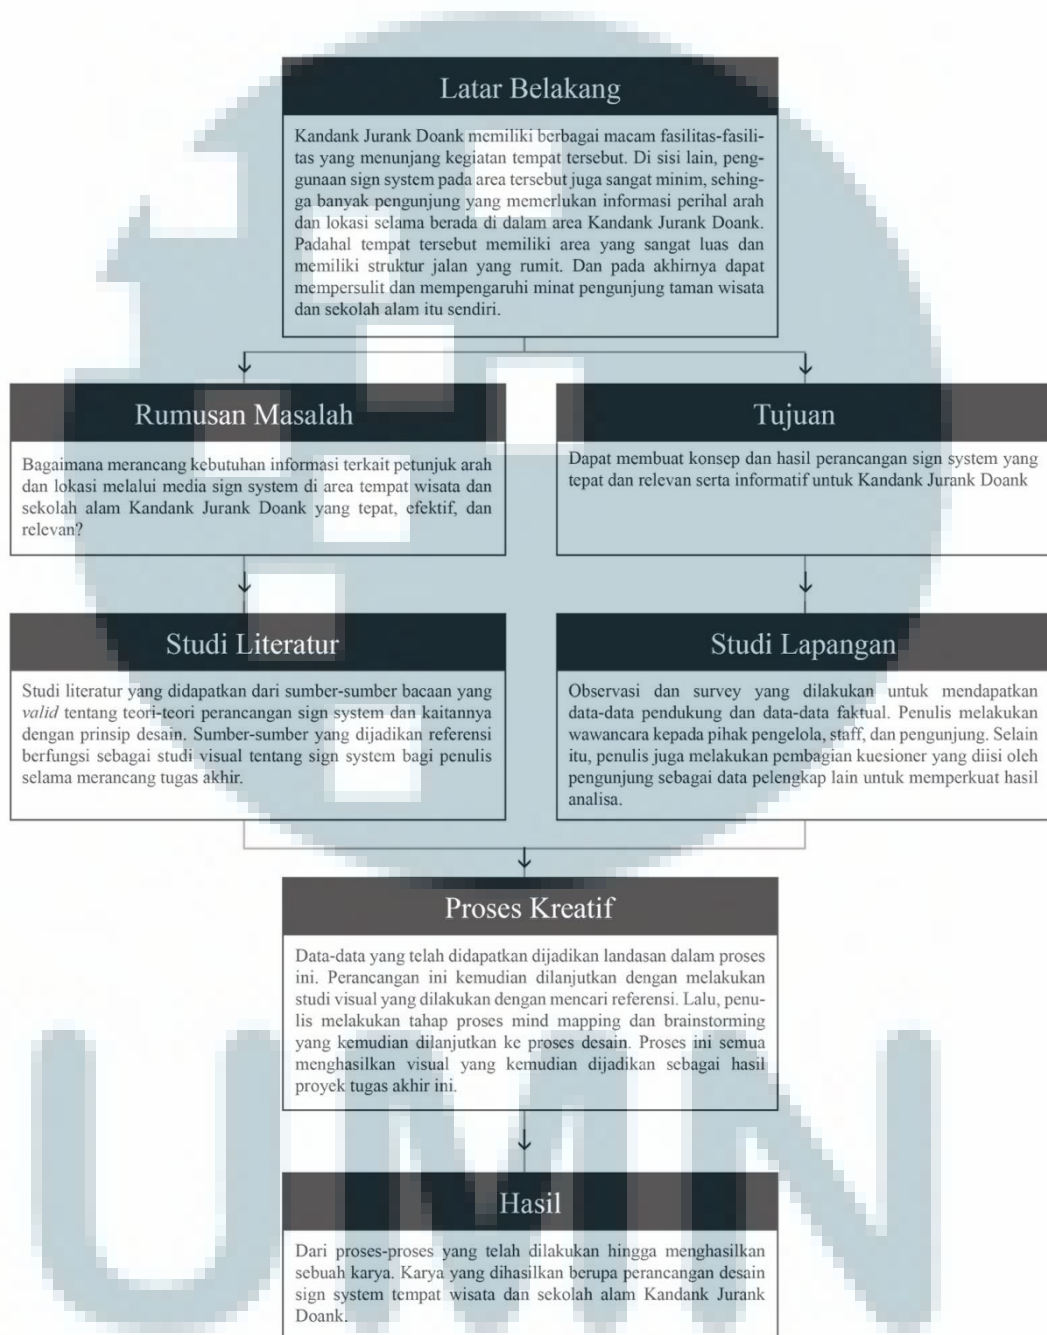 Latar Belakang
Kandank Jurank Doank memiliki berbagai macam fasilitas-fasili-
tas yang menunjang kegiatan tempat tersebut. Di sisi lain, peng-
gunaan sign system pada area tersebut juga sangat minim, sehing-
ga banyak pengunjung yang memerlukan informasi perihal arah
dan lokasi selama berada di dalam area Kandank Jurank Doank.
Padahal tempat tersebut memiliki area yang sangat luas dan
memiliki struktur jalan yang rumit. Dan pada akhirnya dapat
mempersulit dan mempengaruhi minat pengunjung taman wisata
dan sekolah alam itu sendiri.
Rumusan Masalah
Bagaimana merancang kebutuhan informasi terkait petunjuk arah
dan lokasi melalui media sign system di area tempat wisata dan
sekolah alam Kandank Jurank Doank yang tepat, efektif, dan
relevan?
Tujuan
Dapat membuat konsep dan hasil perancangan sign system yang
tepat dan relevan serta informatif untuk Kandank Jurank Doank
Studi Literatur
Studi literatur yang didapatkan dari sumber-sumber bacaan yang
valid tentang teori-teori perancangan sign system dan kaitannya
dengan prinsip desain. Sumber-sumber yang dijadikan referensi
berfungsi sebagai studi visual tentang sign system bagi penulis
selama merancang tugas akhir.
Studi Lapangan
Observasi dan survey yang dilakukan untuk mendapatkan
data-data pendukung dan data-data faktual. Penulis melakukan
wawancara kepada pihak pengelola, staff, dan pengunjung. Selain
itu, penulis juga melakukan pembagian kuesioner yang diisi oleh
pengunjung sebagai data pelengkap lain untuk memperkuat hasil
analisa.
Proses Kreatif
Data-data yang telah didapatkan dijadikan landasan dalam proses
ini. Perancangan ini kemudian dilanjutkan dengan melakukan
studi visual yang dilakukan dengan mencari referensi. Lalu, penu-
lis melakukan tahap proses mind mapping dan brainstorming
yang kemudian dilanjutkan ke proses desain. Proses ini semua
menghasilkan visual yang kemudian dijadikan sebagai hasil
proyek tugas akhir ini.
Hasil
Dari proses-proses yang telah dilakukan hingga menghasilkan
sebuah karya. Karya yang dihasilkan berupa perancangan desain
sign system tempat wisata dan sekolah alam Kandank Jurank
Doank.
UMN